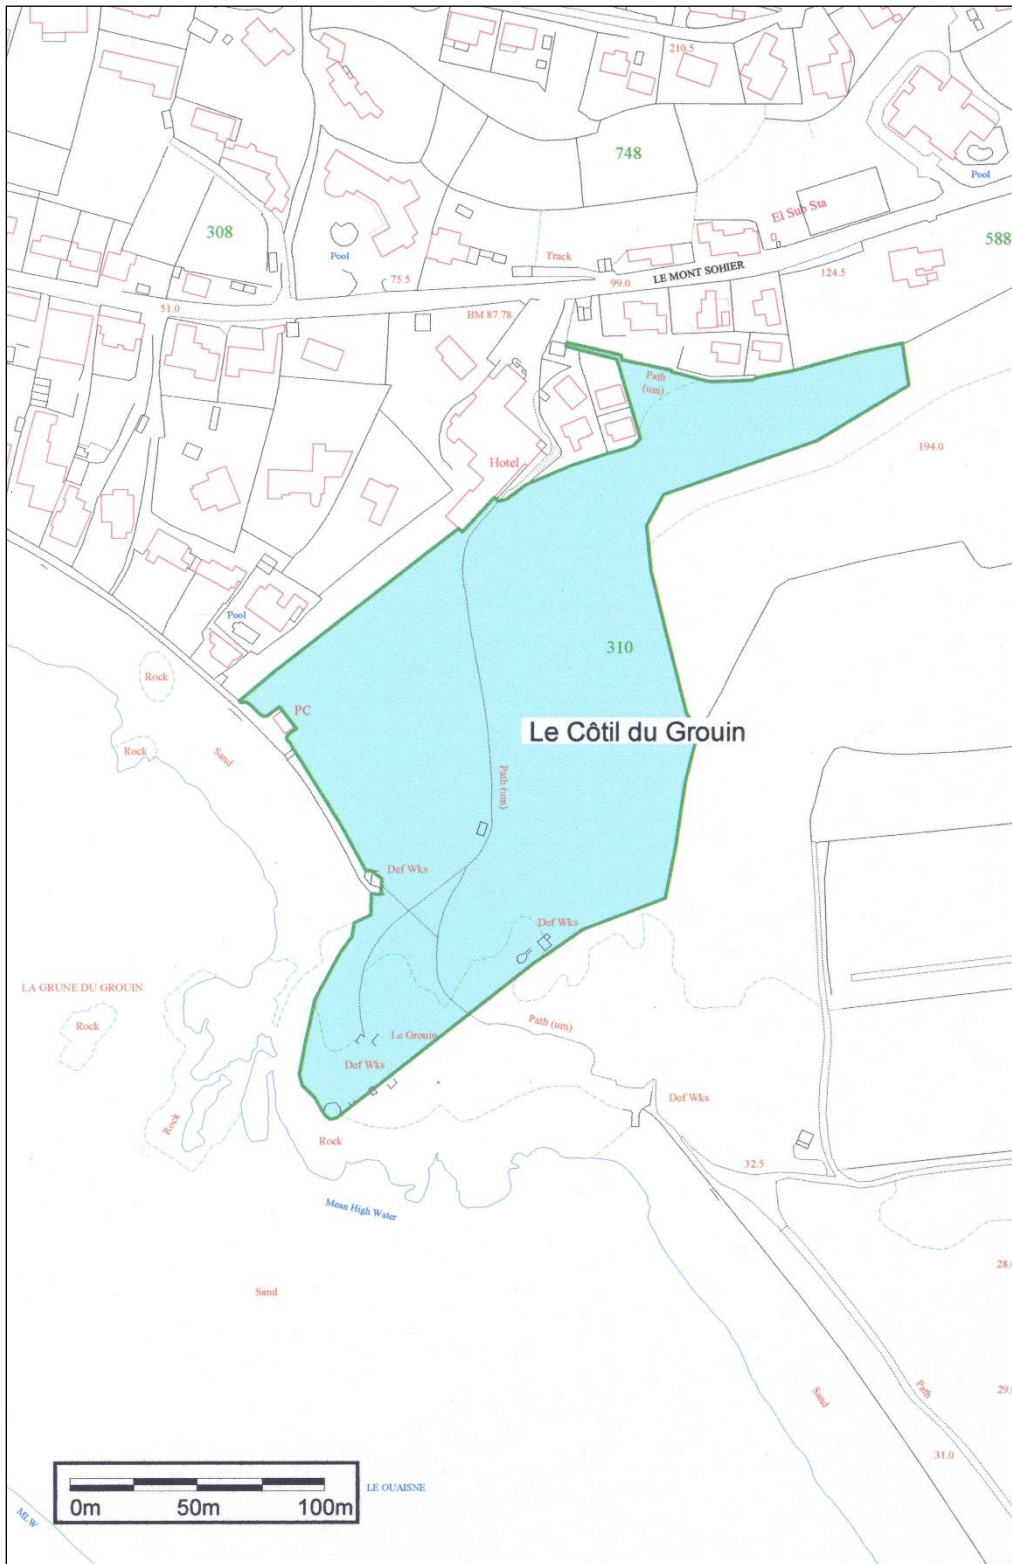 210.5
748
Pool
El Sub Sta
308
588
Pool
Track
LE MONT SOHIER
75.5
99.0
124.5
51.0
BM 87.78
Path
(um)
194.0
Hotel
Pool
310
Rock
PC
Le Côtil du Grouin
Rock
Sand
Path (um)
Def Wks
Def Wks
LA GRUNE DU GROUIN
Rock
Path (um)
Le Grouin
Def Wks
Def Wks
Rock
Rock
32.5
Mean High Water
28.0
Sand
29.0
Path
Sand
31.0
0m 50m 100m
LE OUAISNE
MLW